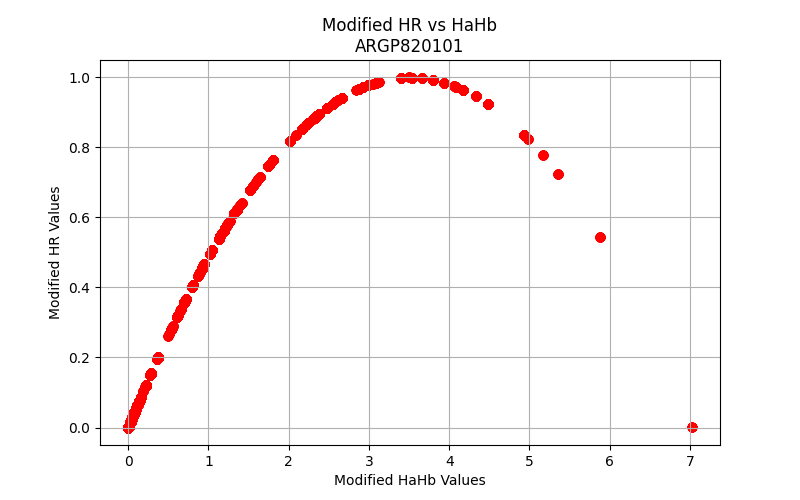 Modified HR vs HaHb
ARGP820101
1.0
0.8
0.6
0.4
0.2
0.0
Modified HR Values
0 1 2 3 4 5 6 7
Modified HaHb Values